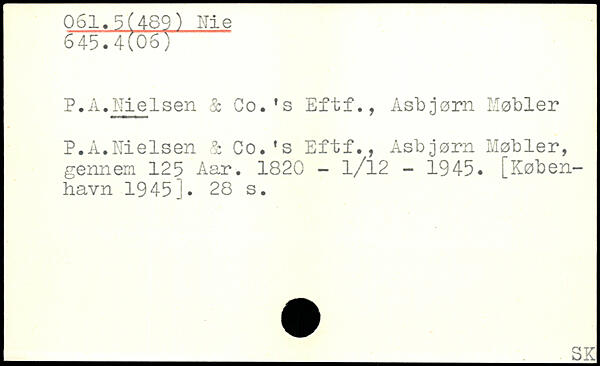 061.5(489) Nie
645.4(06)
P.A.Nielsen & Co.'s Eftf., Asbjørn Møbler
P.A.Nielsen & Co.'s Eftf., Asbjørn Møbler,
gennem 125 Aar. 1820 - 1/12 - 1945. [Køben-
havn 1945]. 28 s.
SK